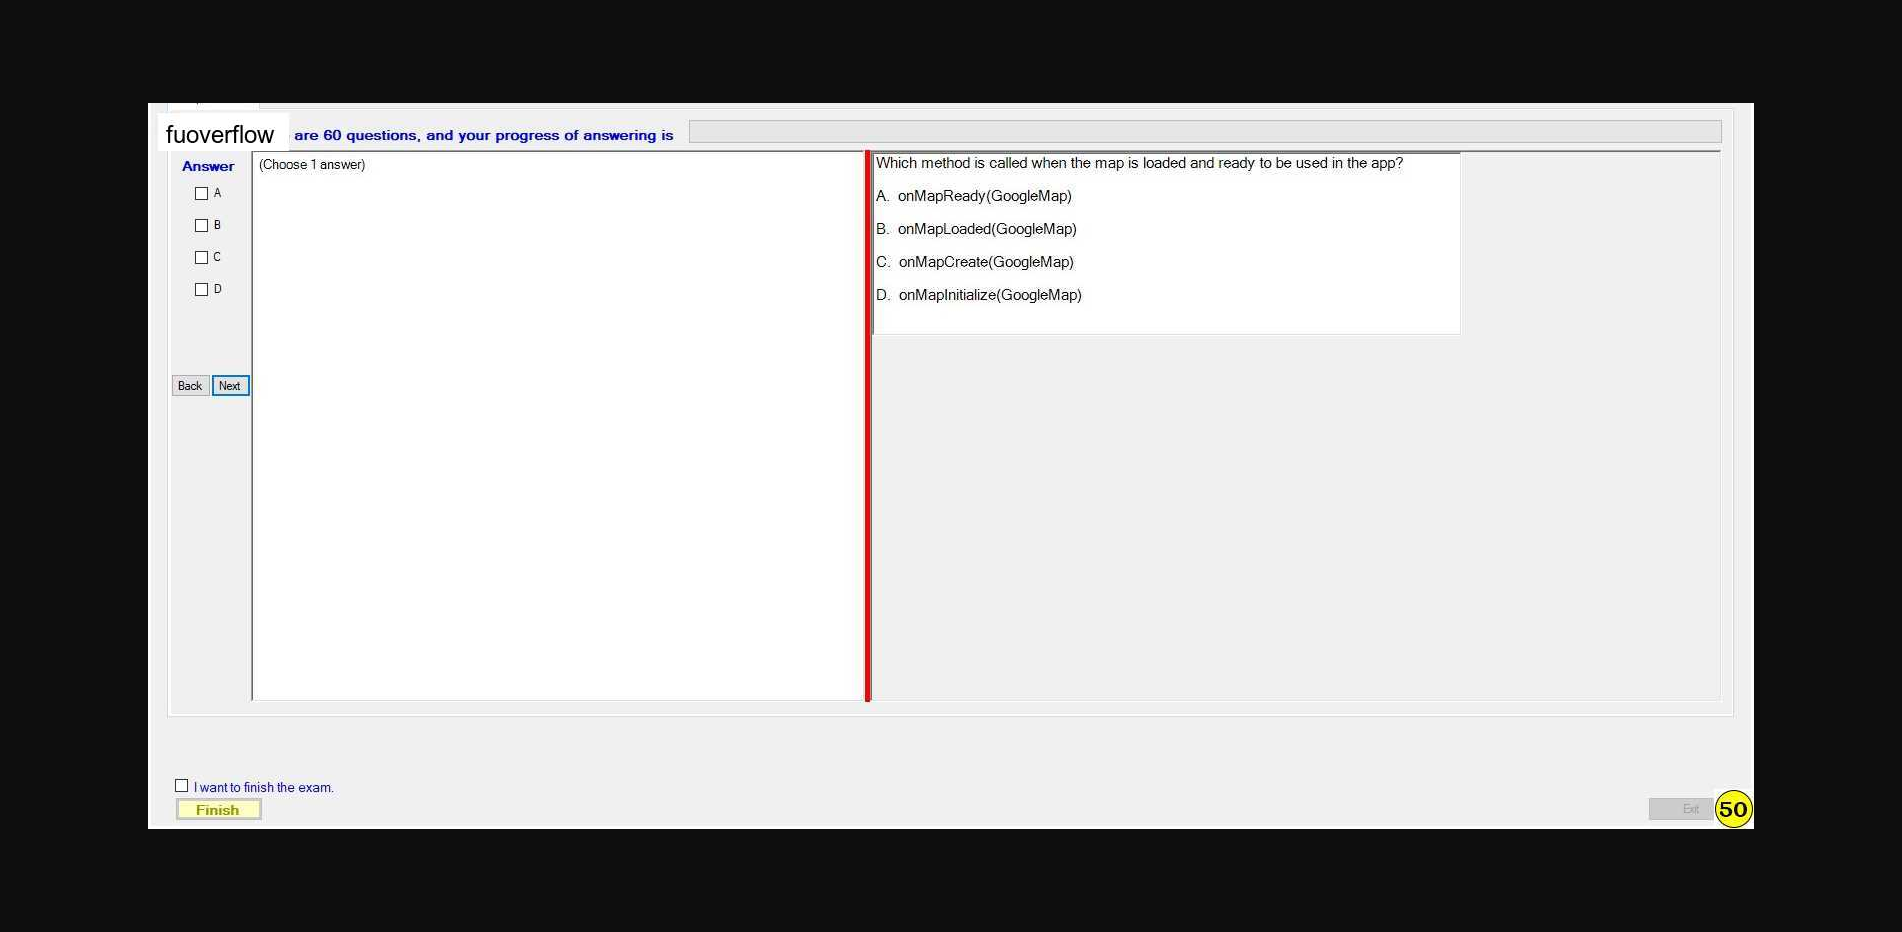 fuoverflow are 60 questions, and your progress of answering is
Answer
(Choose 1 answer)
A
B
C
D
Back Next
Which method is called when the map is loaded and ready to be used in the app?
A. onMapReady(GoogleMap)
B. onMapLoaded(GoogleMap)
C. onMapCreate(GoogleMap)
D. onMapInitialize(GoogleMap)
I want to finish the exam.
Finish
Exit
50